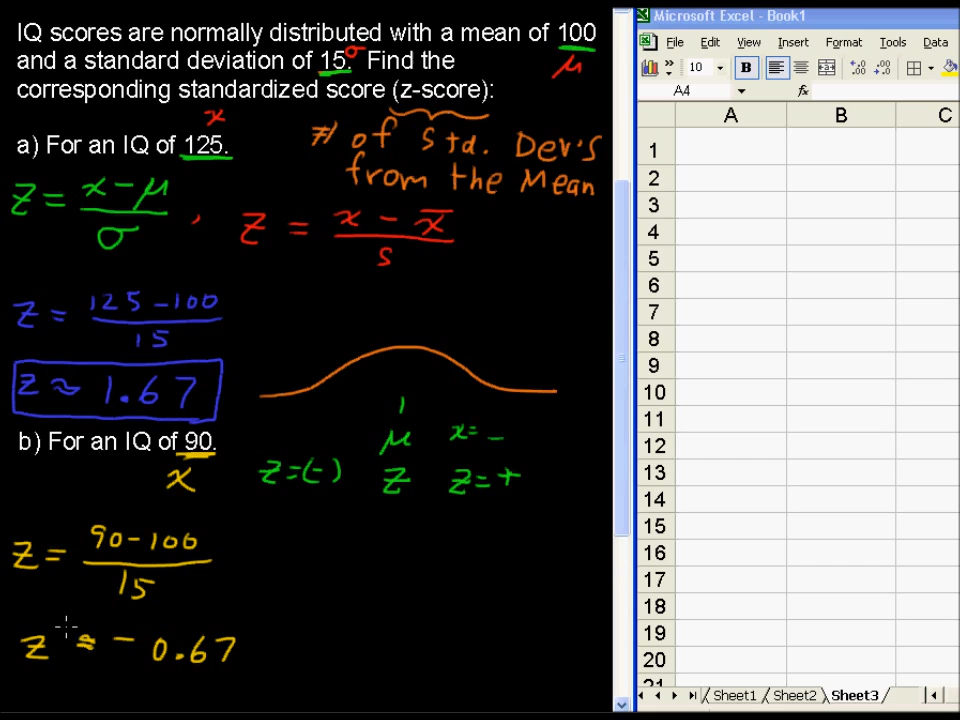 IQ scores are normally distributed with a mean of 100
and a standard deviation of 15. σ Find the
μ
corresponding standardized score (z-score):
x
a) For an IQ of 125.
# of Std. Dev's
from the Mean
z = x - μ / σ , z = x - x̄ / s
z = 125 - 100 / 15
z ≈ 1.67
b) For an IQ of 90.
x
μ x = -
z = (-) z z = +
z = 90 - 100 / 15
z ≈ - 0.67
Microsoft Excel - Book1
File Edit View Insert Format Tools Data
10 B
A4 fx
A B C
1
2
3
4
5
6
7
8
9
10
11
12
13
14
15
16
17
18
19
20
21
Sheet1 Sheet2 Sheet3